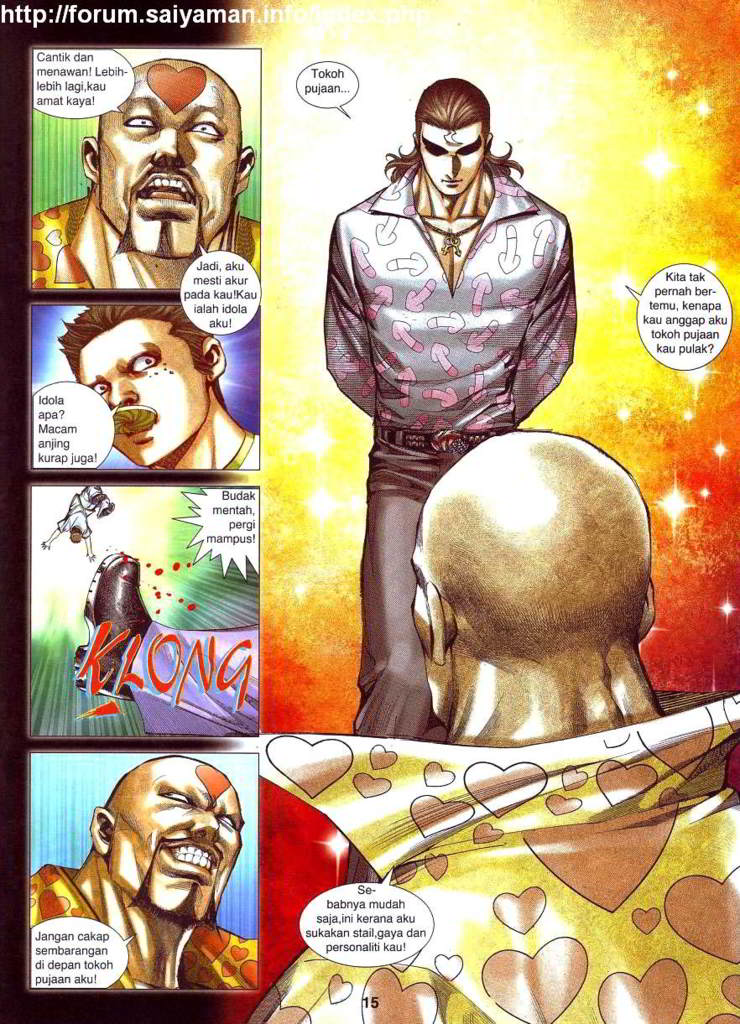 http://forum.saiyaman.info/index.php
Cantik dan
menawan! Lebih-
lebih lagi,kau
amat kaya!
Jadi, aku
mesti akur
pada kau!Kau
ialah idola
aku!
Idola
apa?
Macam
anjing
kurap juga!
Budak
mentah,
pergi
mampus!
KLONG
Jangan cakap
sembarangan
di depan tokoh
pujaan aku!
Tokoh
pujaan...
Kita tak
pernah ber-
temu, kenapa
kau anggap aku
tokoh pujaan
kau pulak?
Se-
babnya mudah
saja,ini kerana aku
sukakan stail,gaya dan
personaliti kau!
15